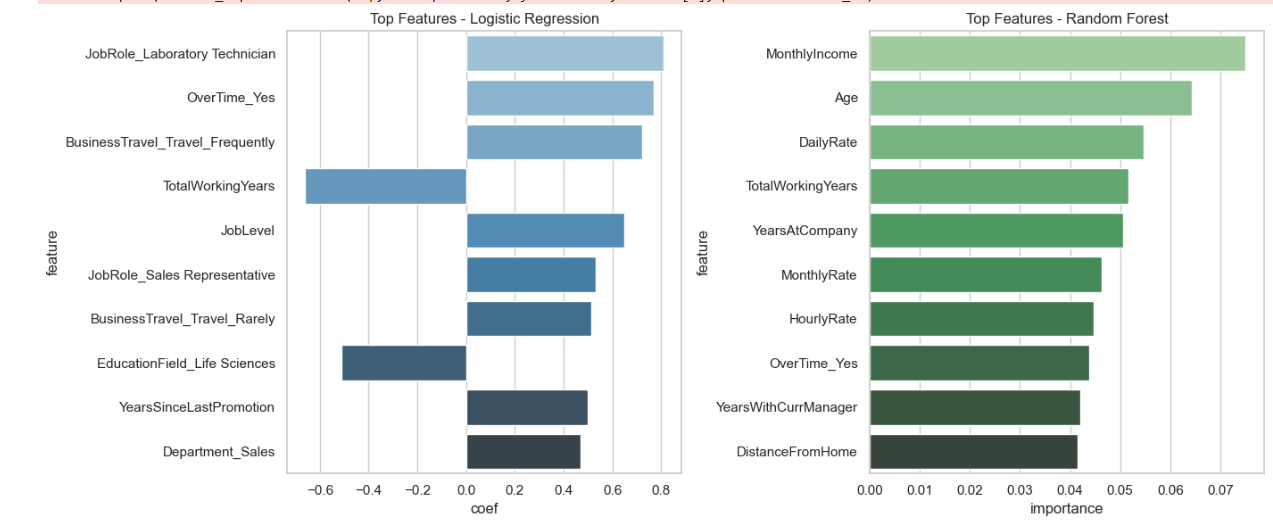 Top Features - Logistic Regression
JobRole_Laboratory Technician
OverTime_Yes
BusinessTravel_Travel_Frequently
TotalWorkingYears
JobLevel
JobRole_Sales Representative
BusinessTravel_Travel_Rarely
EducationField_Life Sciences
YearsSinceLastPromotion
Department_Sales
feature
−0.6 −0.4 −0.2 0.0 0.2 0.4 0.6 0.8
coef
Top Features - Random Forest
MonthlyIncome
Age
DailyRate
TotalWorkingYears
YearsAtCompany
MonthlyRate
HourlyRate
OverTime_Yes
YearsWithCurrManager
DistanceFromHome
feature
0.00 0.01 0.02 0.03 0.04 0.05 0.06 0.07
importance